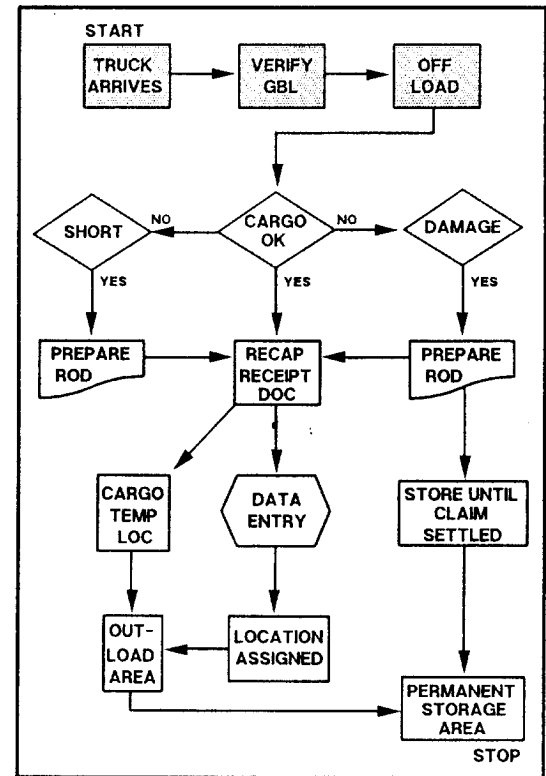 START
TRUCK
ARRIVES
VERIFY
GBL
OFF
LOAD
SHORT
NO
CARGO
OK
NO
DAMAGE
YES
YES
YES
PREPARE
ROD
RECAP
RECEIPT
DOC
PREPARE
ROD
CARGO
TEMP
LOC
DATA
ENTRY
STORE UNTIL
CLAIM
SETTLED
OUT-
LOAD
AREA
LOCATION
ASSIGNED
PERMANENT
STORAGE
AREA
STOP